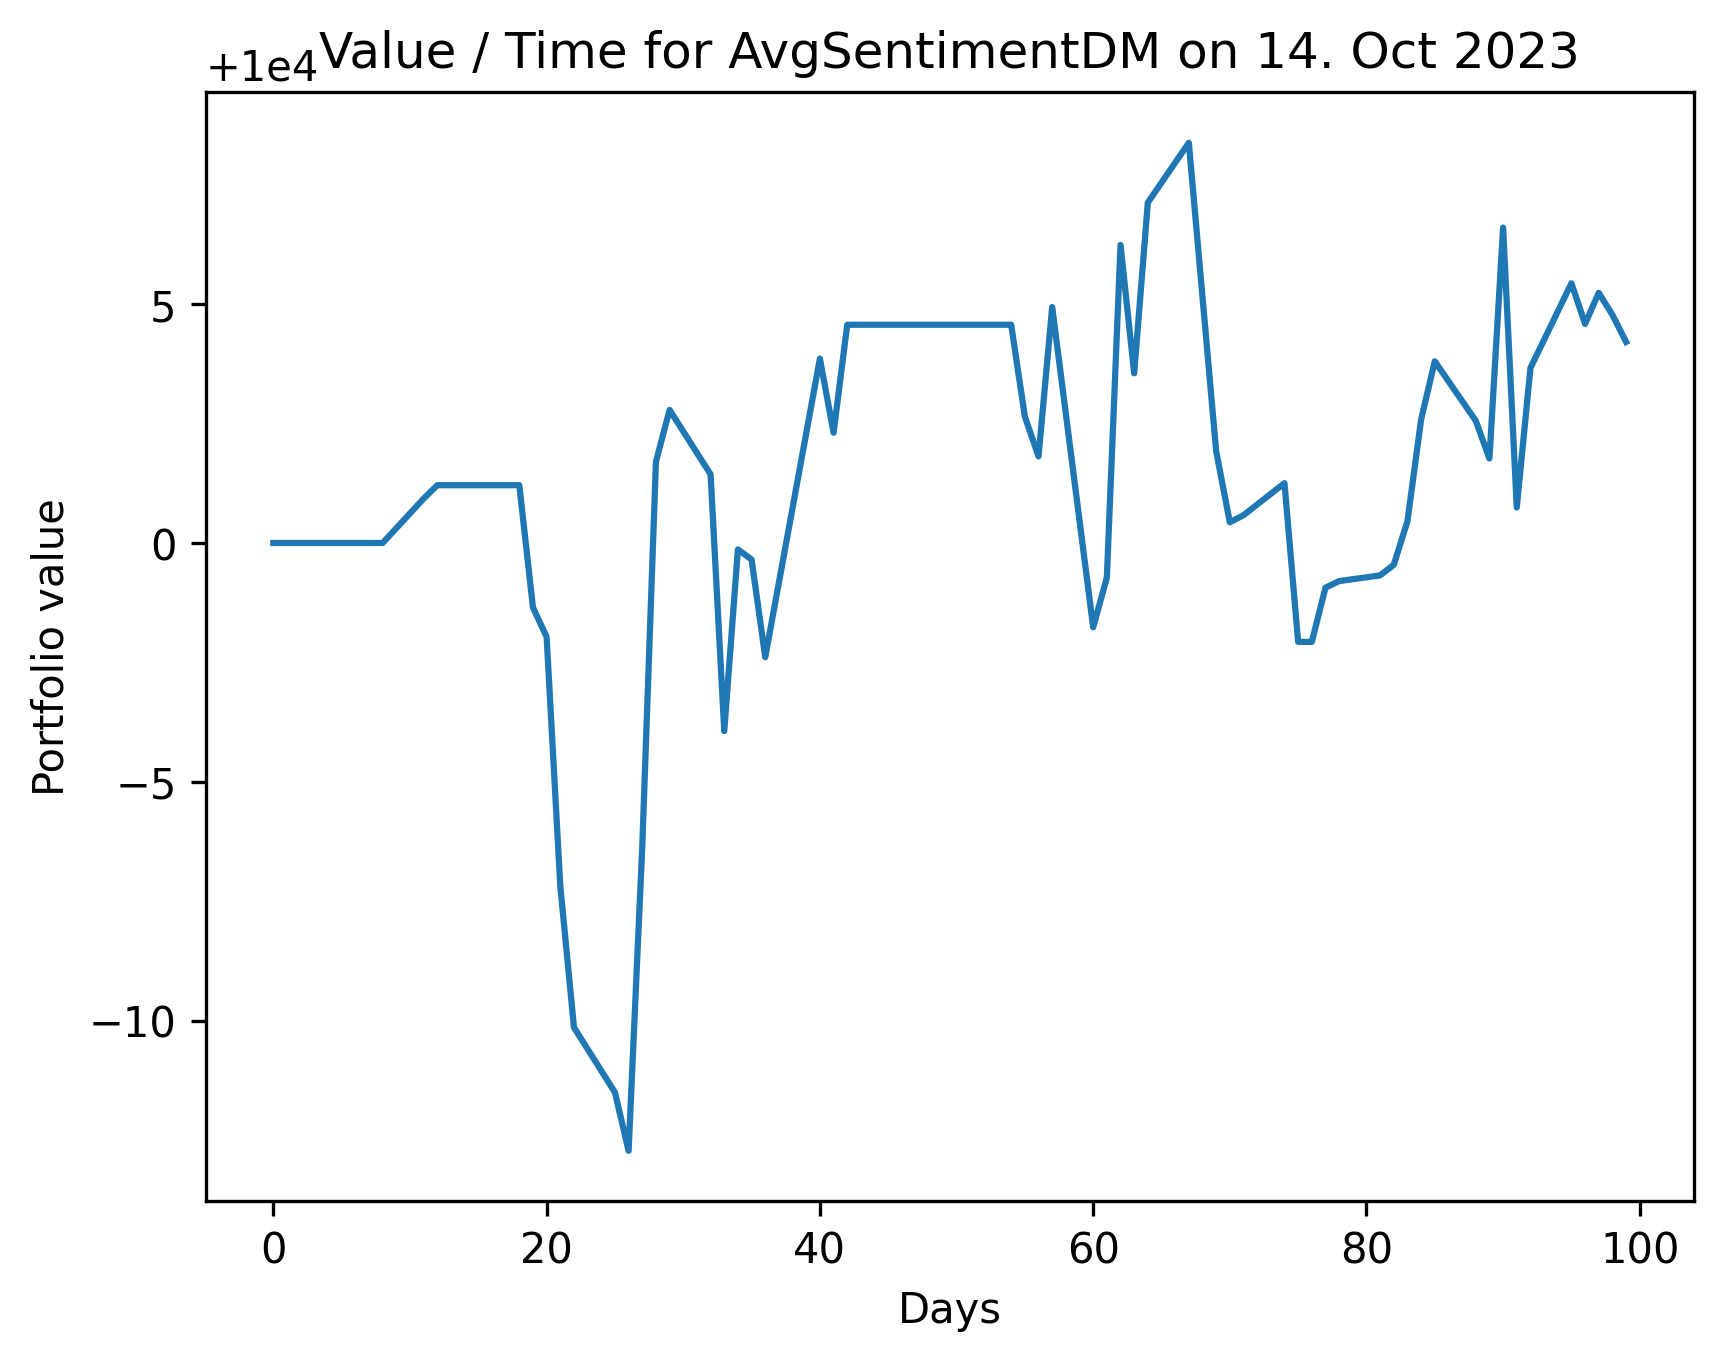 Value / Time for AvgSentimentDM on 14. Oct 2023
+1e4
5
0
−5
−10
Portfolio value
0 20 40 60 80 100
Days